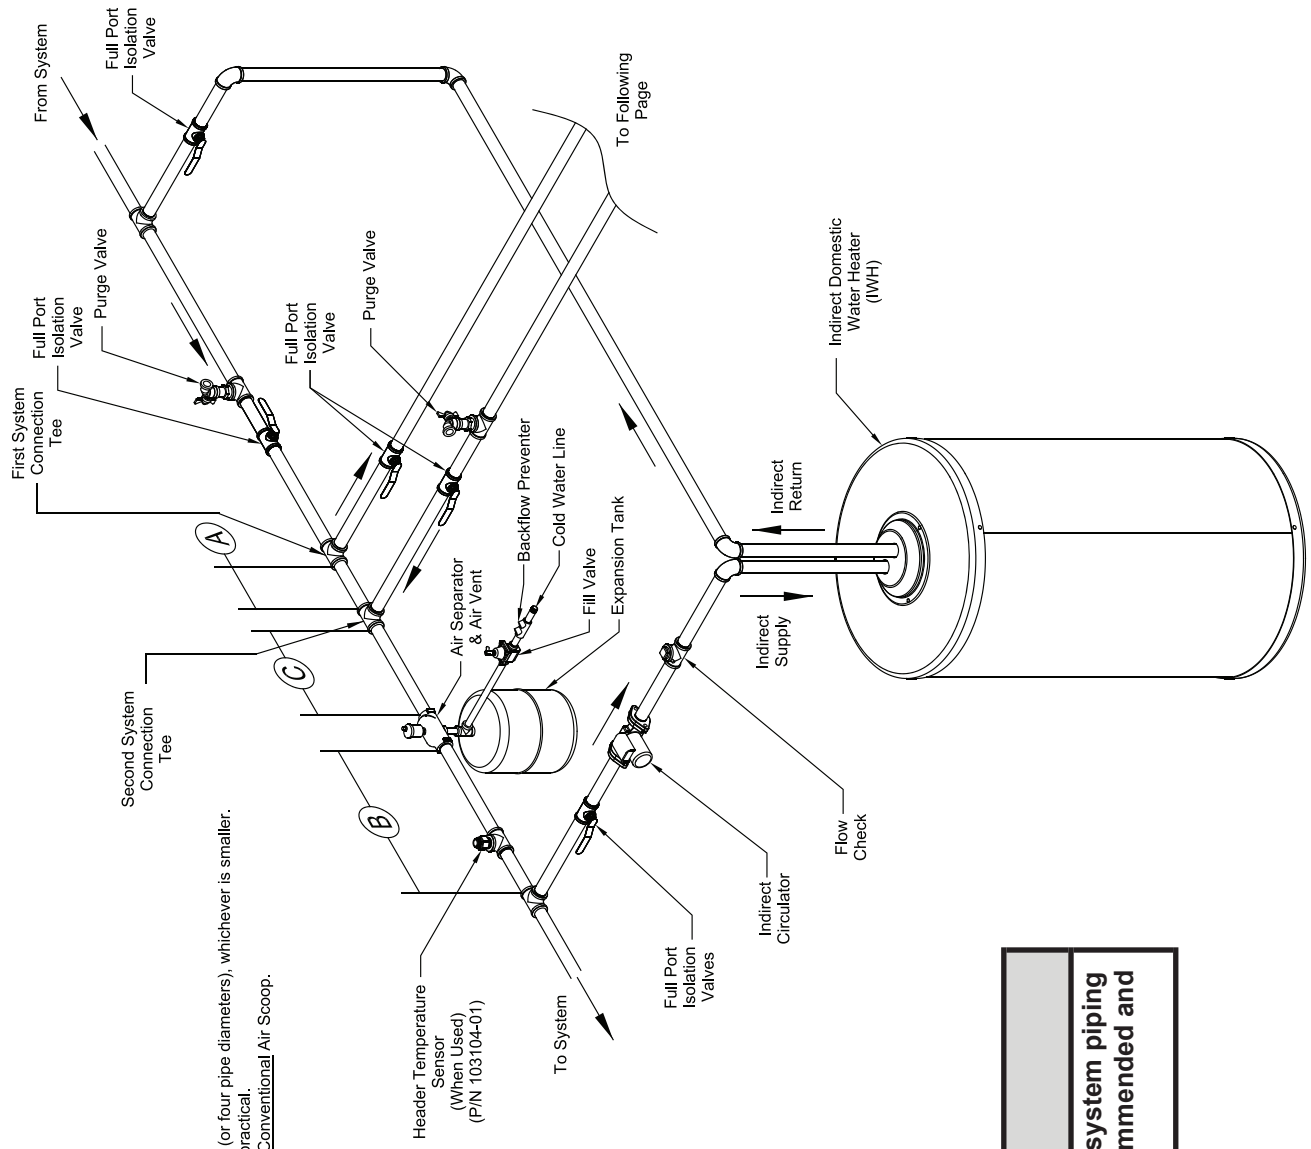 From System
Full Port
Isolation
Valve
Purge Valve
Full Port
Isolation
Valve
First System
Connection
Tee
Full Port
Isolation
Valve
Purge Valve
To Following
Page
A
C
B
Second System
Connection
Tee
Air Separator
& Air Vent
Backflow Preventer
Cold Water Line
Fill Valve
Expansion Tank
Indirect Domestic
Water Heater
(IWH)
Indirect
Return
Indirect
Supply
Flow
Check
Indirect
Circulator
Full Port
Isolation
Valves
Header Temperature
Sensor
(When Used)
(P/N 103104-01)
To System
(or four pipe diameters), whichever is smaller.
practical.
Conventional Air Scoop.
system piping
mmended and